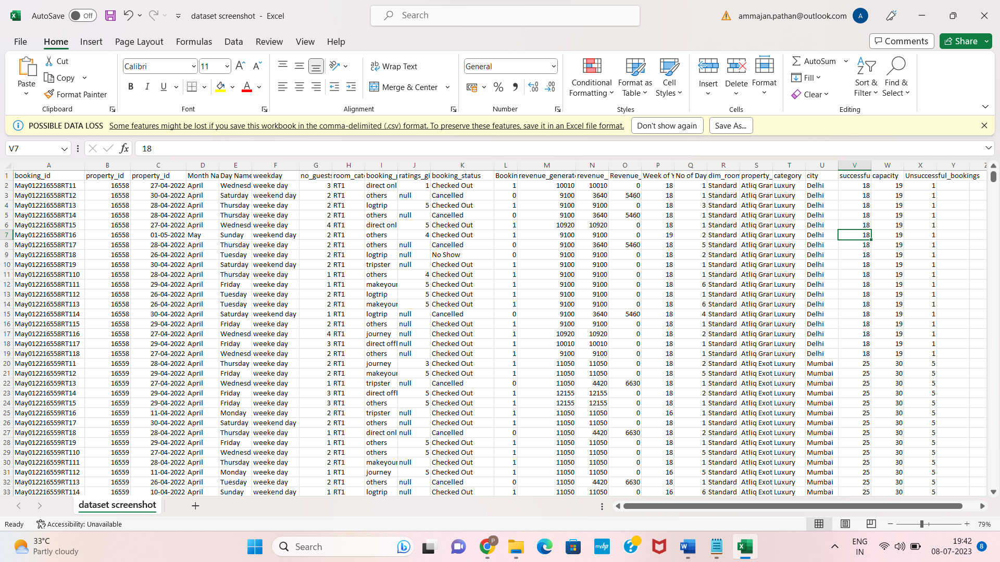 AutoSave Off dataset screenshot - Excel Search ammajan.pathan@outlook.com A
File Home Insert Page Layout Formulas Data Review View Help Comments Share
Paste Cut Copy Format Painter Clipboard
Calibri 11 B I U A Font
Wrap Text Merge & Center Alignment
General % Number
Conditional Formatting Format as Table Cell Styles Styles
Insert Delete Format Cells
AutoSum Fill Clear Sort & Filter Find & Select Editing
POSSIBLE DATA LOSS Some features might be lost if you save this workbook in the comma-delimited (.csv) format. To preserve these features, save it in an Excel file format. Don't show again Save As...
V7 fx 18
A B C D E F G H I J K L M N O P Q R S T U V W X Y Z
1 booking_id property_id property_id Month Na Day Name weekday no_guests room_cate booking_p ratings_gi booking_status Bookin revenue_generate revenue_ Revenue_ Week of Y No of Day dim_room property_ category city successfu capacity Unsuccessful_bookings
2 May012216558RT11 16558 27-04-2022 April Wednesd weeke day 3 RT1 direct onl 1 Checked Out 1 10010 10010 0 18 1 Standard Atliq Gran Luxury Delhi 18 19 1
3 May012216558RT12 16558 30-04-2022 April Saturday weekend day 2 RT1 others null Cancelled 0 9100 3640 5460 18 1 Standard Atliq Gran Luxury Delhi 18 19 1
4 May012216558RT13 16558 28-04-2022 April Thursday weeke day 2 RT1 logtrip 5 Checked Out 1 9100 9100 0 18 3 Standard Atliq Gran Luxury Delhi 18 19 1
5 May012216558RT14 16558 28-04-2022 April Thursday weeke day 2 RT1 others null Cancelled 0 9100 3640 5460 18 1 Standard Atliq Gran Luxury Delhi 18 19 1
6 May012216558RT15 16558 27-04-2022 April Wednesd weeke day 4 RT1 direct onl 5 Checked Out 1 10920 10920 0 18 1 Standard Atliq Gran Luxury Delhi 18 19 1
7 May012216558RT16 16558 01-05-2022 May Sunday weekend day 2 RT1 others 4 Checked Out 1 9100 9100 0 19 2 Standard Atliq Gran Luxury Delhi 18 19 1
8 May012216558RT17 16558 28-04-2022 April Thursday weeke day 2 RT1 others null Cancelled 0 9100 3640 5460 18 5 Standard Atliq Gran Luxury Delhi 18 19 1
9 May012216558RT18 16558 26-04-2022 April Tuesday weeke day 2 RT1 logtrip null No Show 0 9100 9100 0 18 2 Standard Atliq Gran Luxury Delhi 18 19 1
10 May012216558RT19 16558 30-04-2022 April Saturday weekend day 2 RT1 tripster null Checked Out 1 9100 9100 0 18 1 Standard Atliq Gran Luxury Delhi 18 19 1
11 May012216558RT110 16558 28-04-2022 April Thursday weeke day 1 RT1 others 4 Checked Out 1 9100 9100 0 18 1 Standard Atliq Gran Luxury Delhi 18 19 1
12 May012216558RT111 16558 29-04-2022 April Friday weeke day 1 RT1 makeyour 5 Checked Out 1 9100 9100 0 18 6 Standard Atliq Gran Luxury Delhi 18 19 1
13 May012216558RT112 16558 26-04-2022 April Tuesday weeke day 2 RT1 logtrip 5 Checked Out 1 9100 9100 0 18 1 Standard Atliq Gran Luxury Delhi 18 19 1
14 May012216558RT113 16558 26-04-2022 April Tuesday weeke day 2 RT1 makeyour 5 Checked Out 1 9100 9100 0 18 6 Standard Atliq Gran Luxury Delhi 18 19 1
15 May012216558RT114 16558 30-04-2022 April Saturday weekend day 1 RT1 logtrip null Cancelled 0 9100 3640 5460 18 4 Standard Atliq Gran Luxury Delhi 18 19 1
16 May012216558RT115 16558 29-04-2022 April Friday weeke day 2 RT1 others null Checked Out 1 9100 9100 0 18 1 Standard Atliq Gran Luxury Delhi 18 19 1
17 May012216558RT116 16558 27-04-2022 April Wednesd weeke day 4 RT1 journey null Checked Out 1 10920 10920 0 18 2 Standard Atliq Gran Luxury Delhi 18 19 1
18 May012216558RT117 16558 29-04-2022 April Friday weeke day 3 RT1 direct offl null Checked Out 1 10010 10010 0 18 1 Standard Atliq Gran Luxury Delhi 18 19 1
19 May012216558RT118 16558 27-04-2022 April Wednesd weeke day 2 RT1 others null Checked Out 1 9100 9100 0 18 1 Standard Atliq Gran Luxury Delhi 18 19 1
20 May012216559RT11 16559 28-04-2022 April Thursday weeke day 2 RT1 journey 3 Checked Out 1 11050 11050 0 18 2 Standard Atliq Exot Luxury Mumbai 25 30 5
21 May012216559RT12 16559 29-04-2022 April Friday weeke day 2 RT1 makeyour 5 Checked Out 1 11050 11050 0 18 5 Standard Atliq Exot Luxury Mumbai 25 30 5
22 May012216559RT13 16559 27-04-2022 April Wednesd weeke day 1 RT1 tripster null Cancelled 0 11050 4420 6630 18 1 Standard Atliq Exot Luxury Mumbai 25 30 5
23 May012216559RT14 16559 29-04-2022 April Friday weeke day 3 RT1 direct offl 5 Checked Out 1 12155 12155 0 18 2 Standard Atliq Exot Luxury Mumbai 25 30 5
24 May012216559RT15 16559 29-04-2022 April Friday weeke day 3 RT1 others 5 Checked Out 1 12155 12155 0 18 1 Standard Atliq Exot Luxury Mumbai 25 30 5
25 May012216559RT16 16559 11-04-2022 April Monday weeke day 2 RT1 tripster null Checked Out 1 11050 11050 0 16 1 Standard Atliq Exot Luxury Mumbai 25 30 5
26 May012216559RT17 16559 30-04-2022 April Saturday weekend day 2 RT1 others null Checked Out 1 11050 11050 0 18 1 Standard Atliq Exot Luxury Mumbai 25 30 5
27 May012216559RT18 16559 28-04-2022 April Thursday weeke day 1 RT1 direct onl null Cancelled 0 11050 4420 6630 18 2 Standard Atliq Exot Luxury Mumbai 25 30 5
28 May012216559RT19 16559 29-04-2022 April Friday weeke day 1 RT1 others 5 Checked Out 1 11050 11050 0 18 1 Standard Atliq Exot Luxury Mumbai 25 30 5
29 May012216559RT110 16559 27-04-2022 April Wednesd weeke day 2 RT1 others 5 Checked Out 1 11050 11050 0 18 5 Standard Atliq Exot Luxury Mumbai 25 30 5
30 May012216559RT111 16559 28-04-2022 April Thursday weeke day 2 RT1 makeyour null Checked Out 1 11050 11050 0 18 1 Standard Atliq Exot Luxury Mumbai 25 30 5
31 May012216559RT112 16559 11-04-2022 April Monday weeke day 1 RT1 journey 5 Checked Out 1 11050 11050 0 16 5 Standard Atliq Exot Luxury Mumbai 25 30 5
32 May012216559RT113 16559 26-04-2022 April Tuesday weeke day 2 RT1 others null Cancelled 0 11050 4420 6630 18 1 Standard Atliq Exot Luxury Mumbai 25 30 5
33 May012216559RT114 16559 10-04-2022 April Sunday weekend day 1 RT1 logtrip null Checked Out 1 11050 11050 0 16 6 Standard Atliq Exot Luxury Mumbai 25 30 5
dataset screenshot
Ready Accessibility: Unavailable 79%
33°C Partly cloudy Search P myhp ENG IN 19:42 08-07-2023 8